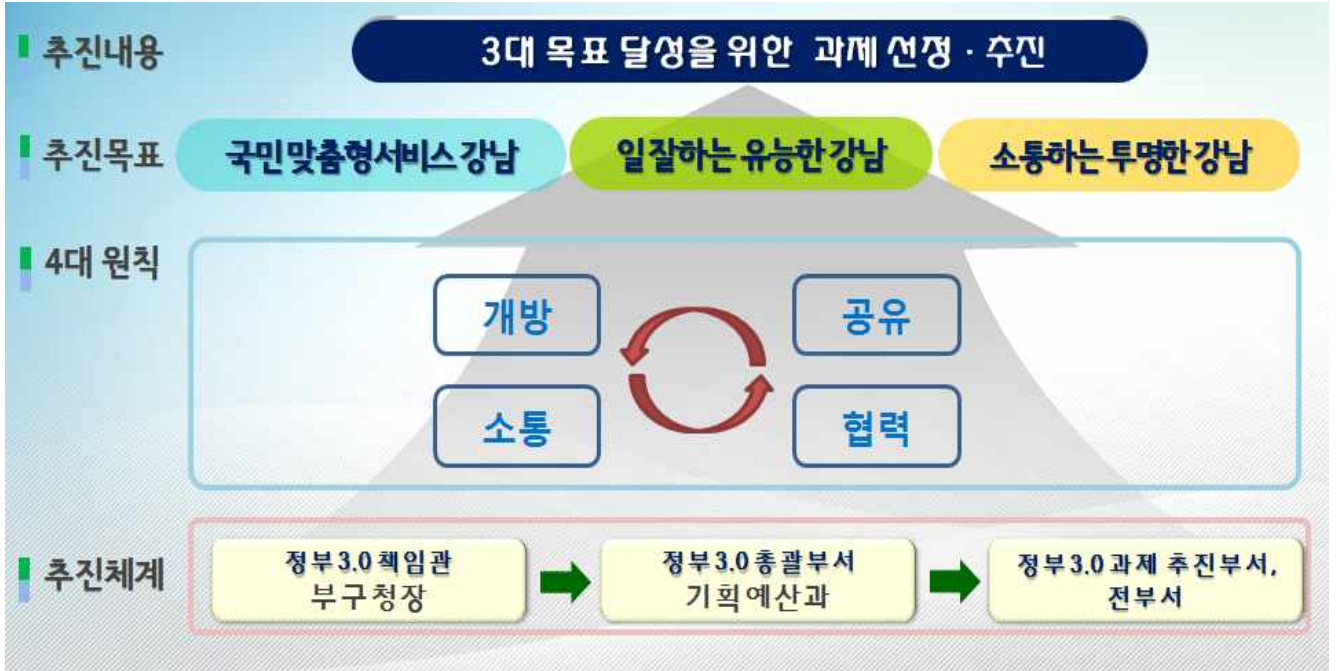 추진내용
3대 목표 달성을 위한 과제 선정 · 추진
추진목표
국민맞춤형서비스 강남
일잘하는 유능한 강남
소통하는 투명한 강남
4대 원칙
개방
공유
소통
협력
추진체계
정부3.0 책임관
부구청장
정부3.0 총괄부서
기획예산과
정부3.0 과제 추진부서,
전부서